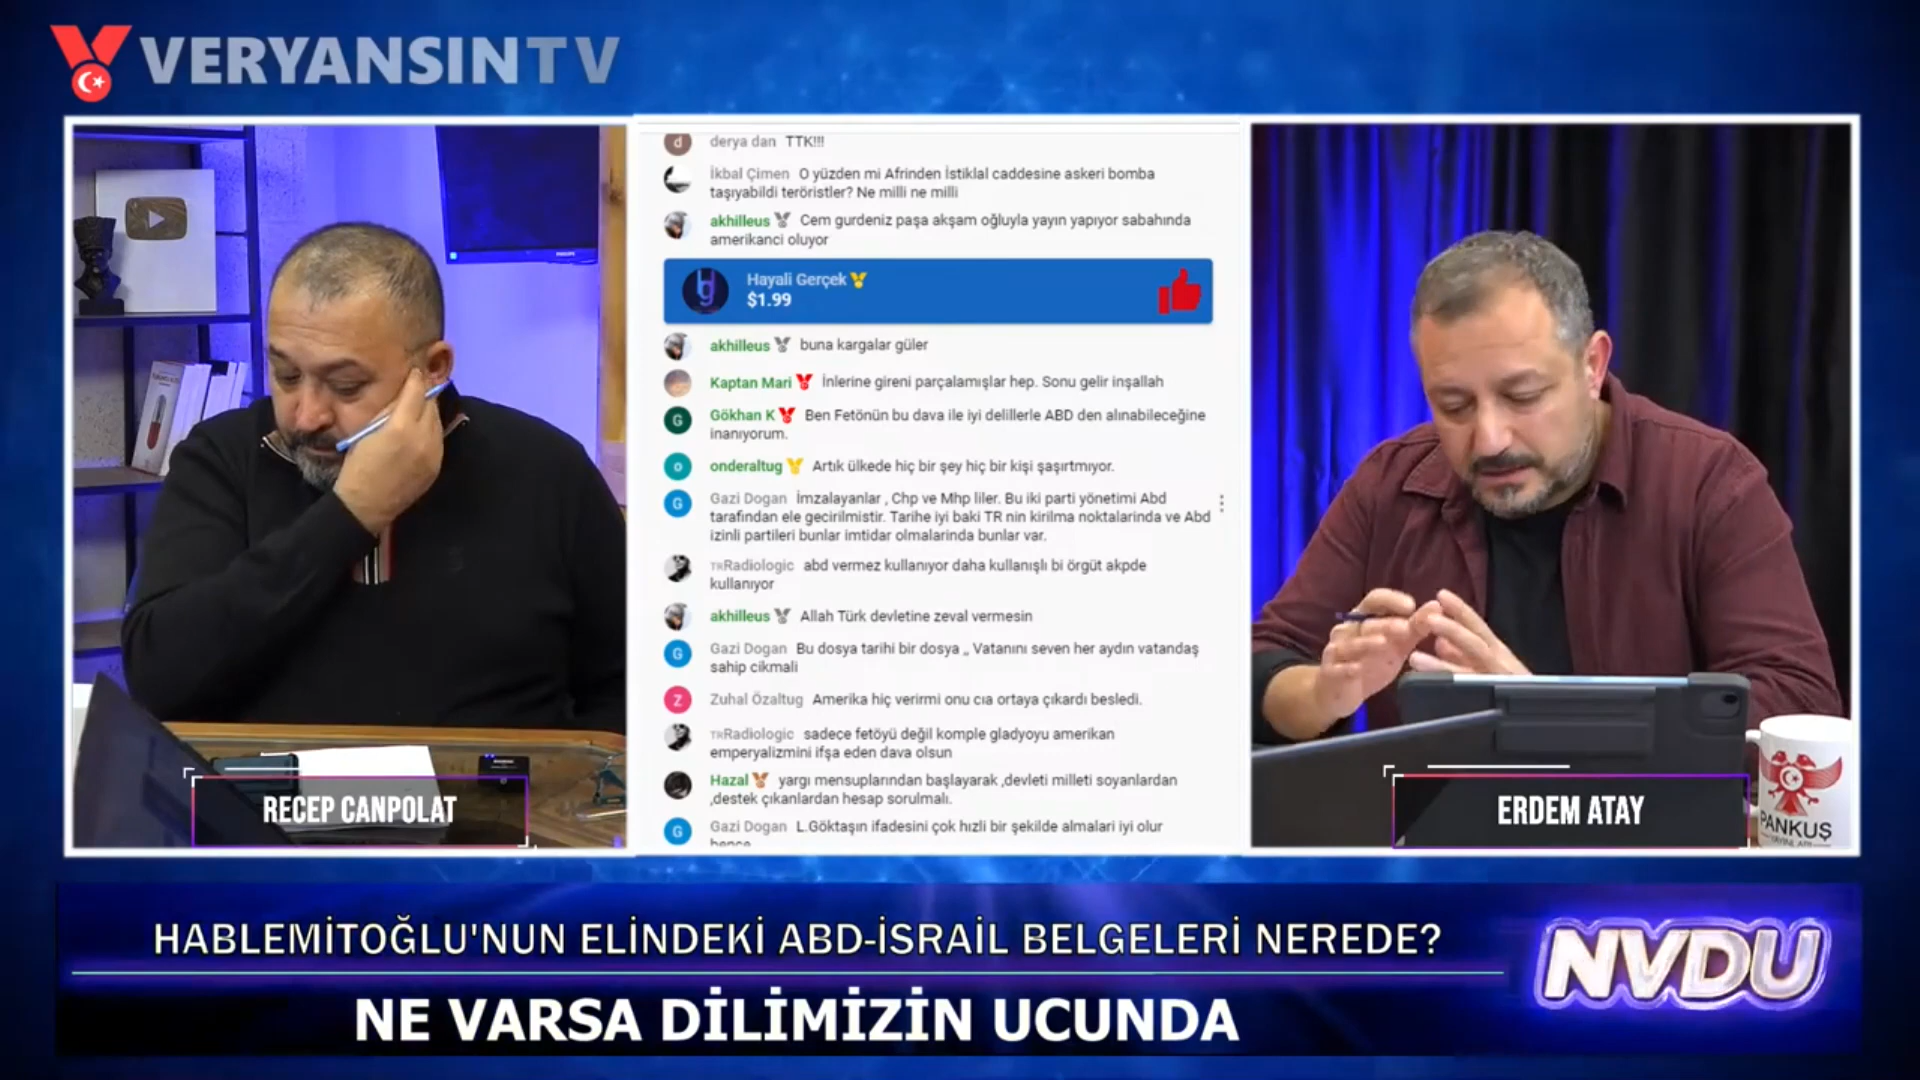 VERYANSINTV
d derya dan TTK!!!
İkbal Çimen O yüzden mi Afrinden İstiklal caddesine askeri bomba
taşıyabildi teröristler? Ne milli ne milli
akhilleus Cem gurdeniz paşa akşam oğluyla yayın yapıyor sabahında
amerikanci oluyor
Hayali Gerçek
$1.99
akhilleus buna kargalar güler
Kaptan Mari İnlerine gireni parçalamışlar hep. Sonu gelir inşallah
G Gökhan K Ben Fetönün bu dava ile iyi delillerle ABD den alınabileceğine
inanıyorum.
o onderaltug Artık ülkede hiç bir şey hiç bir kişi şaşırtmıyor.
G Gazi Dogan İmzalayanlar , Chp ve Mhp liler. Bu iki parti yönetimi Abd
tarafından ele gecirilmistir. Tarihe iyi baki TR nin kirilma noktalarinda ve Abd
izinli partileri bunlar imtidar olmalarinda bunlar var.
TRRadiologic abd vermez kullanıyor daha kullanışlı bi örgüt akpde
kullanıyor
akhilleus Allah Türk devletine zeval vermesin
G Gazi Dogan Bu dosya tarihi bir dosya ,, Vatanını seven her aydın vatandaş
sahip cikmali
Z Zuhal Özaltug Amerika hiç verirmi onu cıa ortaya çıkardı besledi.
TRRadiologic sadece fetöyü değil komple gladyoyu amerikan
emperyalizmini ifşa eden dava olsun
Hazal yargı mensuplarından başlayarak ,devleti milleti soyanlardan
,destek çıkanlardan hesap sorulmalı.
G Gazi Dogan L.Göktaşın ifadesini çok hızli bir şekilde almalari iyi olur
bence
RECEP CANPOLAT
ERDEM ATAY
PANKUŞ
YAYINLARI
HABLEMİTOĞLU'NUN ELİNDEKİ ABD-İSRAİL BELGELERİ NEREDE?
NVDU
NE VARSA DİLİMİZİN UCUNDA